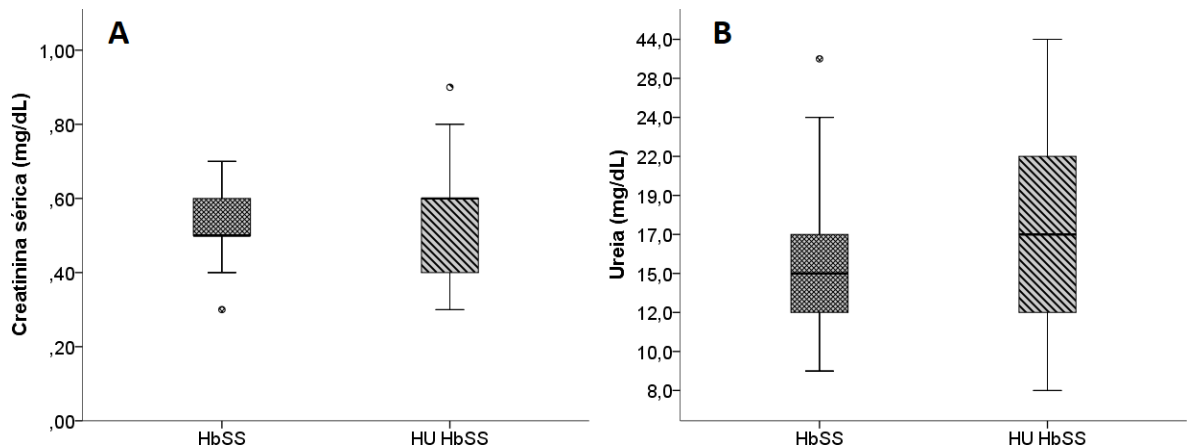 A
Creatinina sérica (mg/dL)
1,00
,80
,60
,40
,20
,00
HbSS
HU HbSS
B
Ureia (mg/dL)
44,0
28,0
24,0
22,0
19,0
17,0
15,0
12,0
10,0
8,0
HbSS
HU HbSS